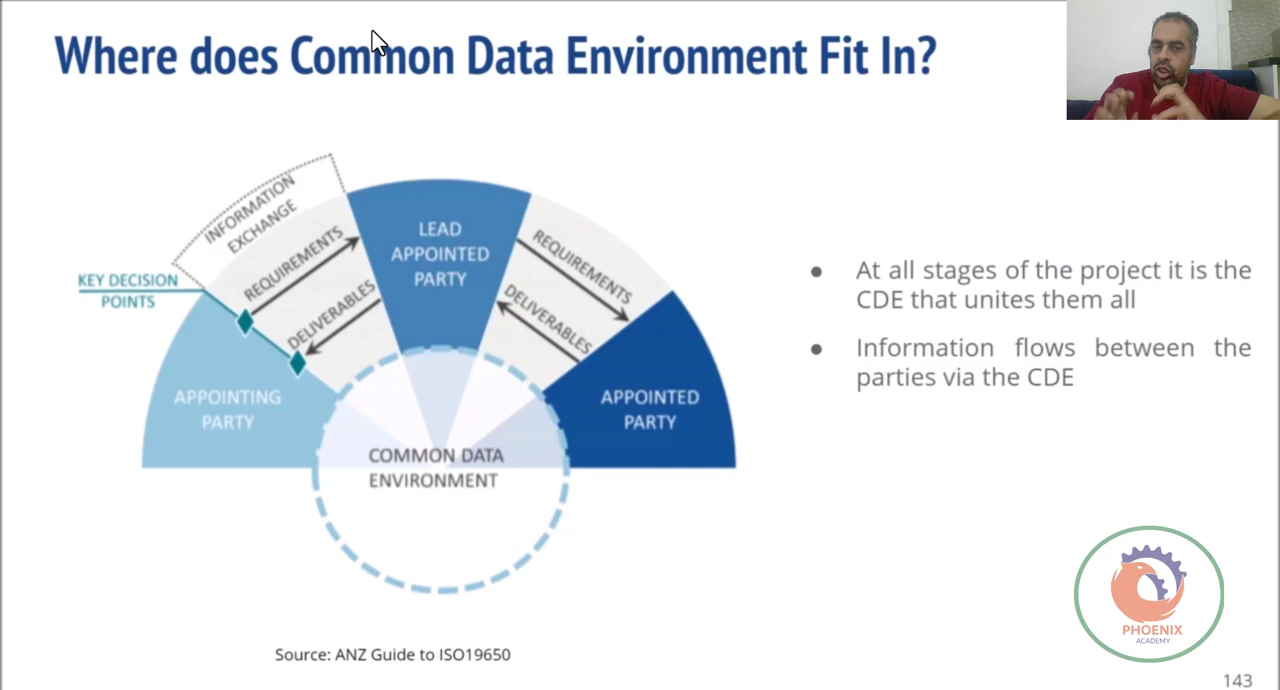 Where does Common Data Environment Fit In?
INFORMATION
EXCHANGE
KEY DECISION
POINTS
REQUIREMENTS
DELIVERABLES
LEAD
APPOINTED
PARTY
REQUIREMENTS
DELIVERABLES
APPOINTING
PARTY
APPOINTED
PARTY
COMMON DATA
ENVIRONMENT
Source: ANZ Guide to ISO19650
● At all stages of the project it is the
CDE that unites them all
● Information flows between the
parties via the CDE
PHOENIX
ACADEMY
143